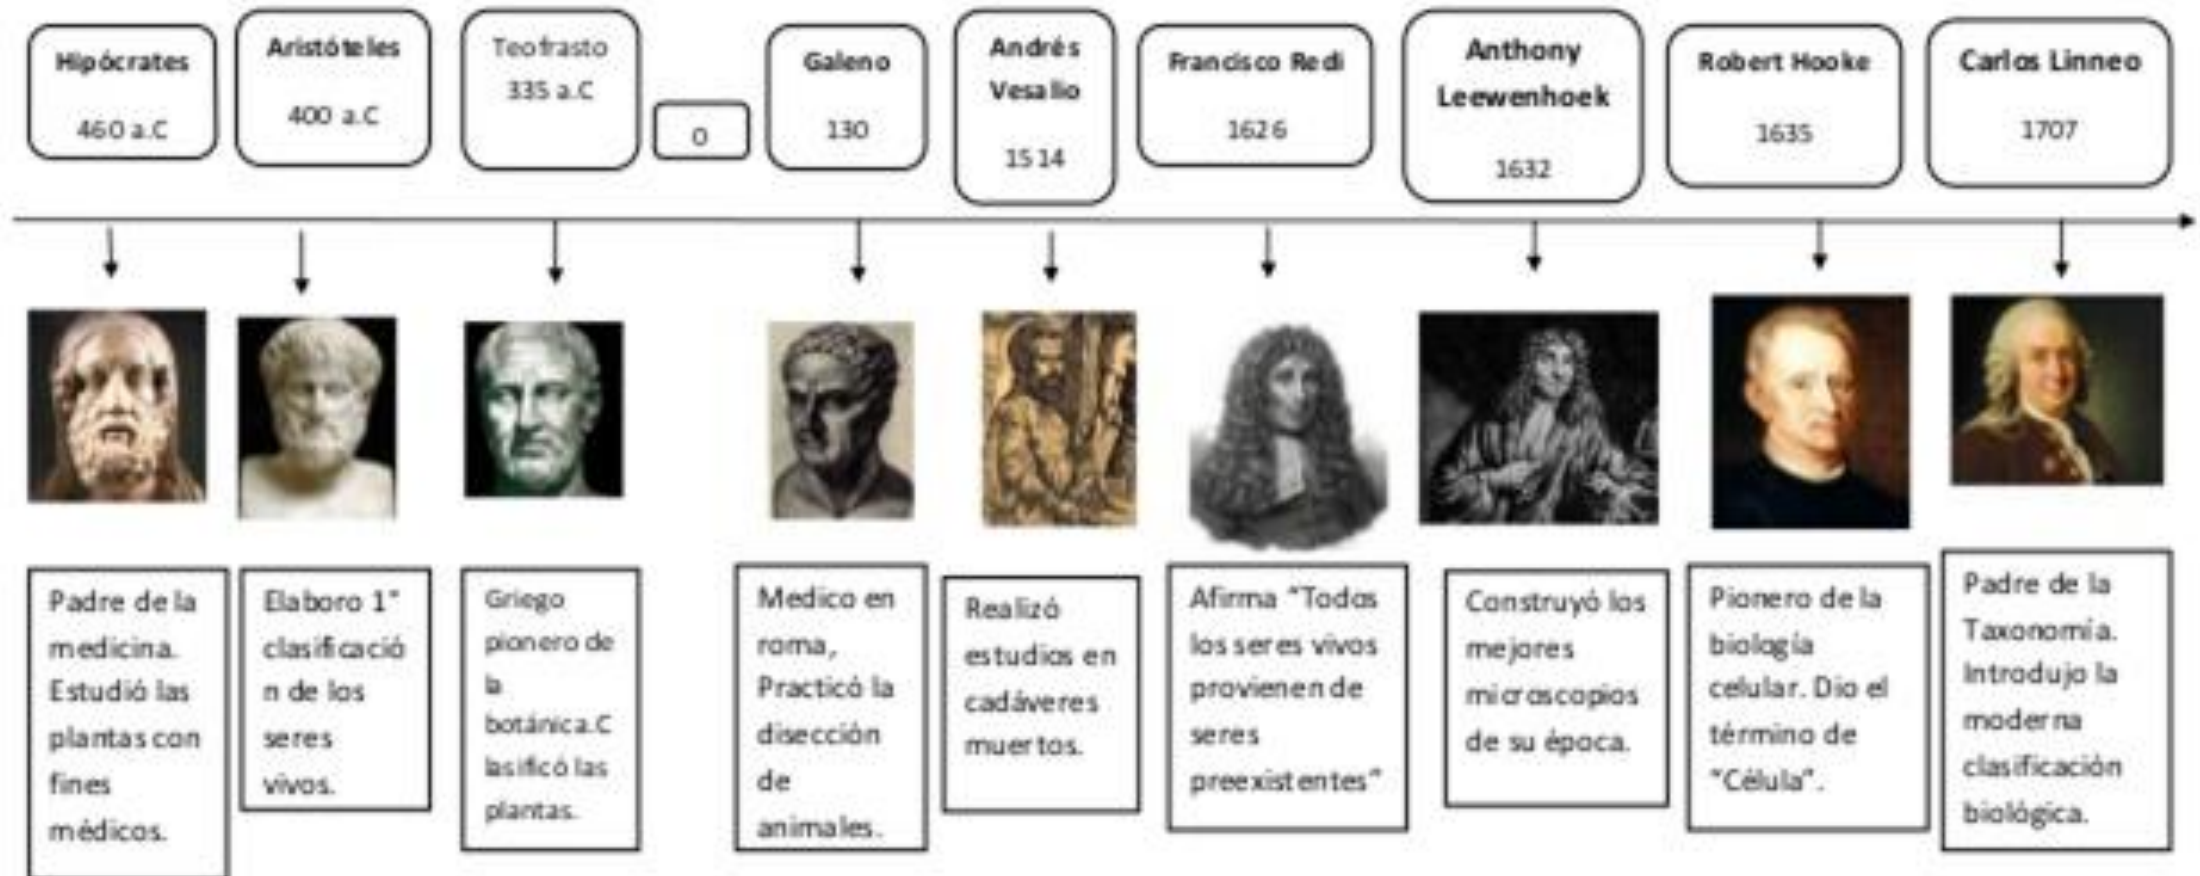 Hipócrates
460 a.C
Aristóteles
400 a.C
Teofrasto
335 a.C
0
Galeno
130
Andrés
Vesalio
1514
Francisco Redi
1626
Anthony
Leewenhoek
1632
Robert Hooke
1635
Carlos Linneo
1707
Padre de la
medicina.
Estudió las
plantas con
fines
médicos.
Elaboro 1°
clasificació
n de los
seres
vivos.
Griego
pionero de
la
botánica.C
lasificó las
plantas.
Medico en
roma,
Practicó la
disección
de
animales.
Realizó
estudios en
cadáveres
muertos.
Afirma "Todos
los seres vivos
provienen de
seres
preexistentes"
Construyó los
mejores
microscopios
de su época.
Pionero de la
biología
celular. Dio el
término de
"Célula".
Padre de la
Taxonomía.
Introdujo la
moderna
clasificación
biológica.